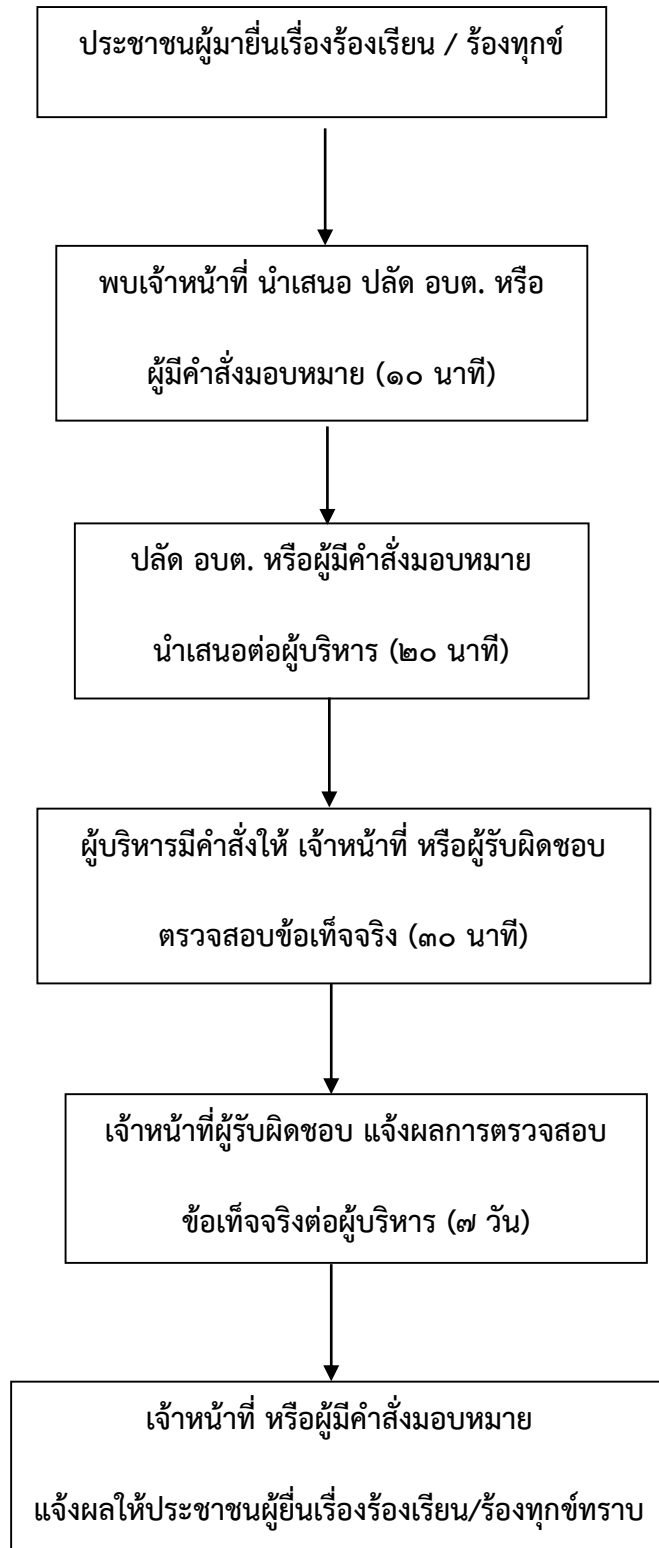 ประชาชนผู้มายื่นเรื่องร้องเรียน / ร้องทุกข์
พบเจ้าหน้าที่ นำเสนอ ปลัด อบต. หรือ
ผู้มีคำสั่งมอบหมาย (๑๐ นาที)
ปลัด อบต. หรือผู้มีคำสั่งมอบหมาย
นำเสนอต่อผู้บริหาร (๒๐ นาที)
ผู้บริหารมีคำสั่งให้ เจ้าหน้าที่ หรือผู้รับผิดชอบ
ตรวจสอบข้อเท็จจริง (๓๐ นาที)
เจ้าหน้าที่ผู้รับผิดชอบ แจ้งผลการตรวจสอบ
ข้อเท็จจริงต่อผู้บริหาร (๗ วัน)
เจ้าหน้าที่ หรือผู้มีคำสั่งมอบหมาย
แจ้งผลให้ประชาชนผู้ยื่นเรื่องร้องเรียน/ร้องทุกข์ทราบ